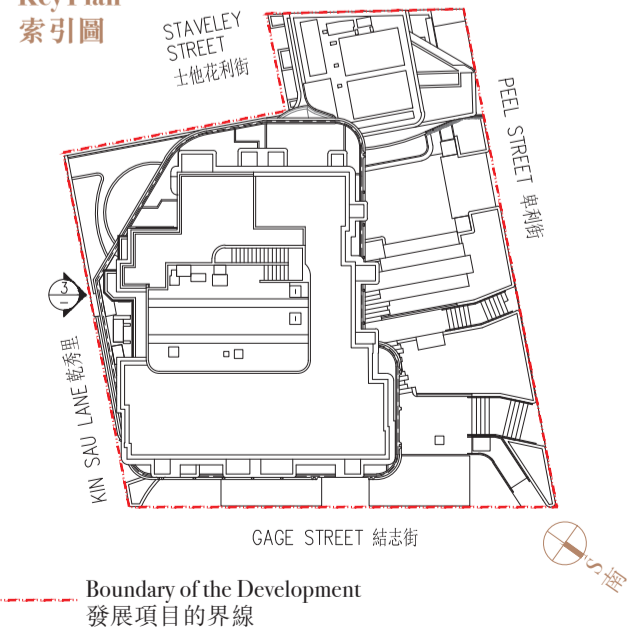 Key Plan
索引圖
STAVELEY
STREET
士他花利街
PEEL STREET 卑利街
3
KIN SAU LANE 乾秀里
GAGE STREET 結志街
S 南
Boundary of the Development
發展項目的界線